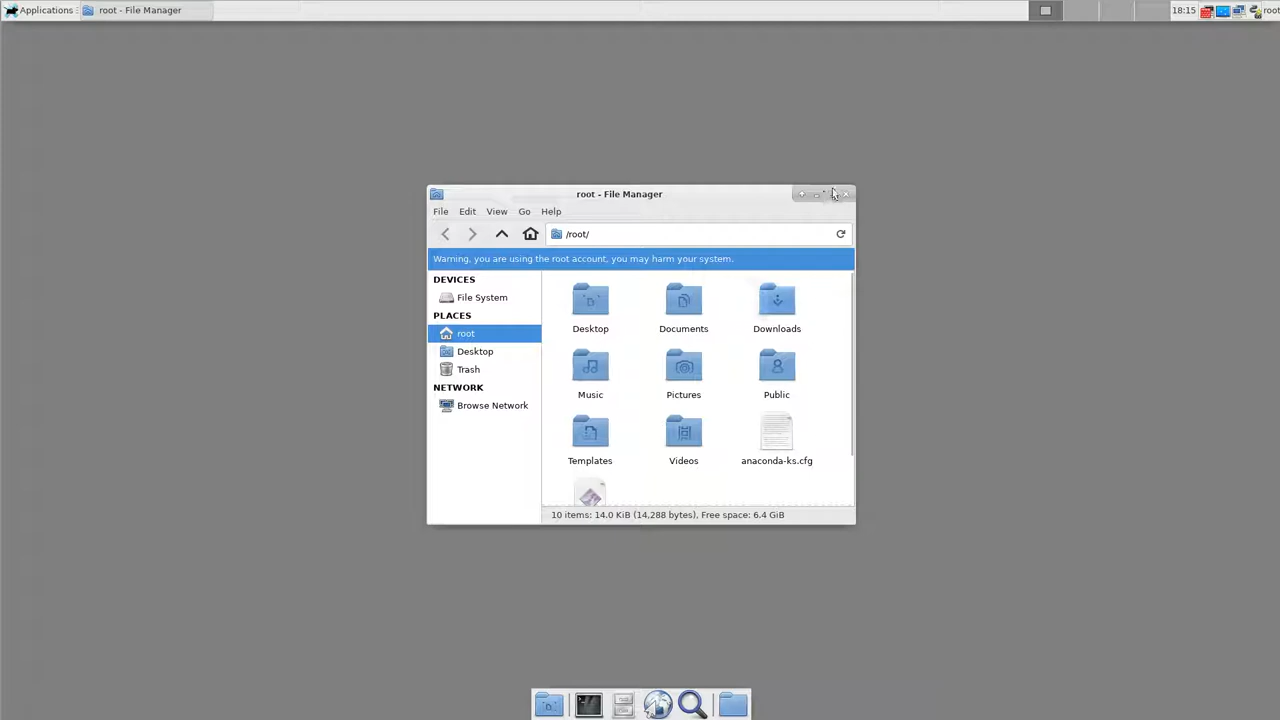 Applications
root - File Manager
18:15
root
root - File Manager
File Edit View Go Help
/root/
Warning, you are using the root account, you may harm your system.
DEVICES
File System
PLACES
root
Desktop
Trash
NETWORK
Browse Network
Desktop Documents Downloads
Music Pictures Public
Templates Videos anaconda-ks.cfg
10 items: 14.0 KiB (14,288 bytes), Free space: 6.4 GiB